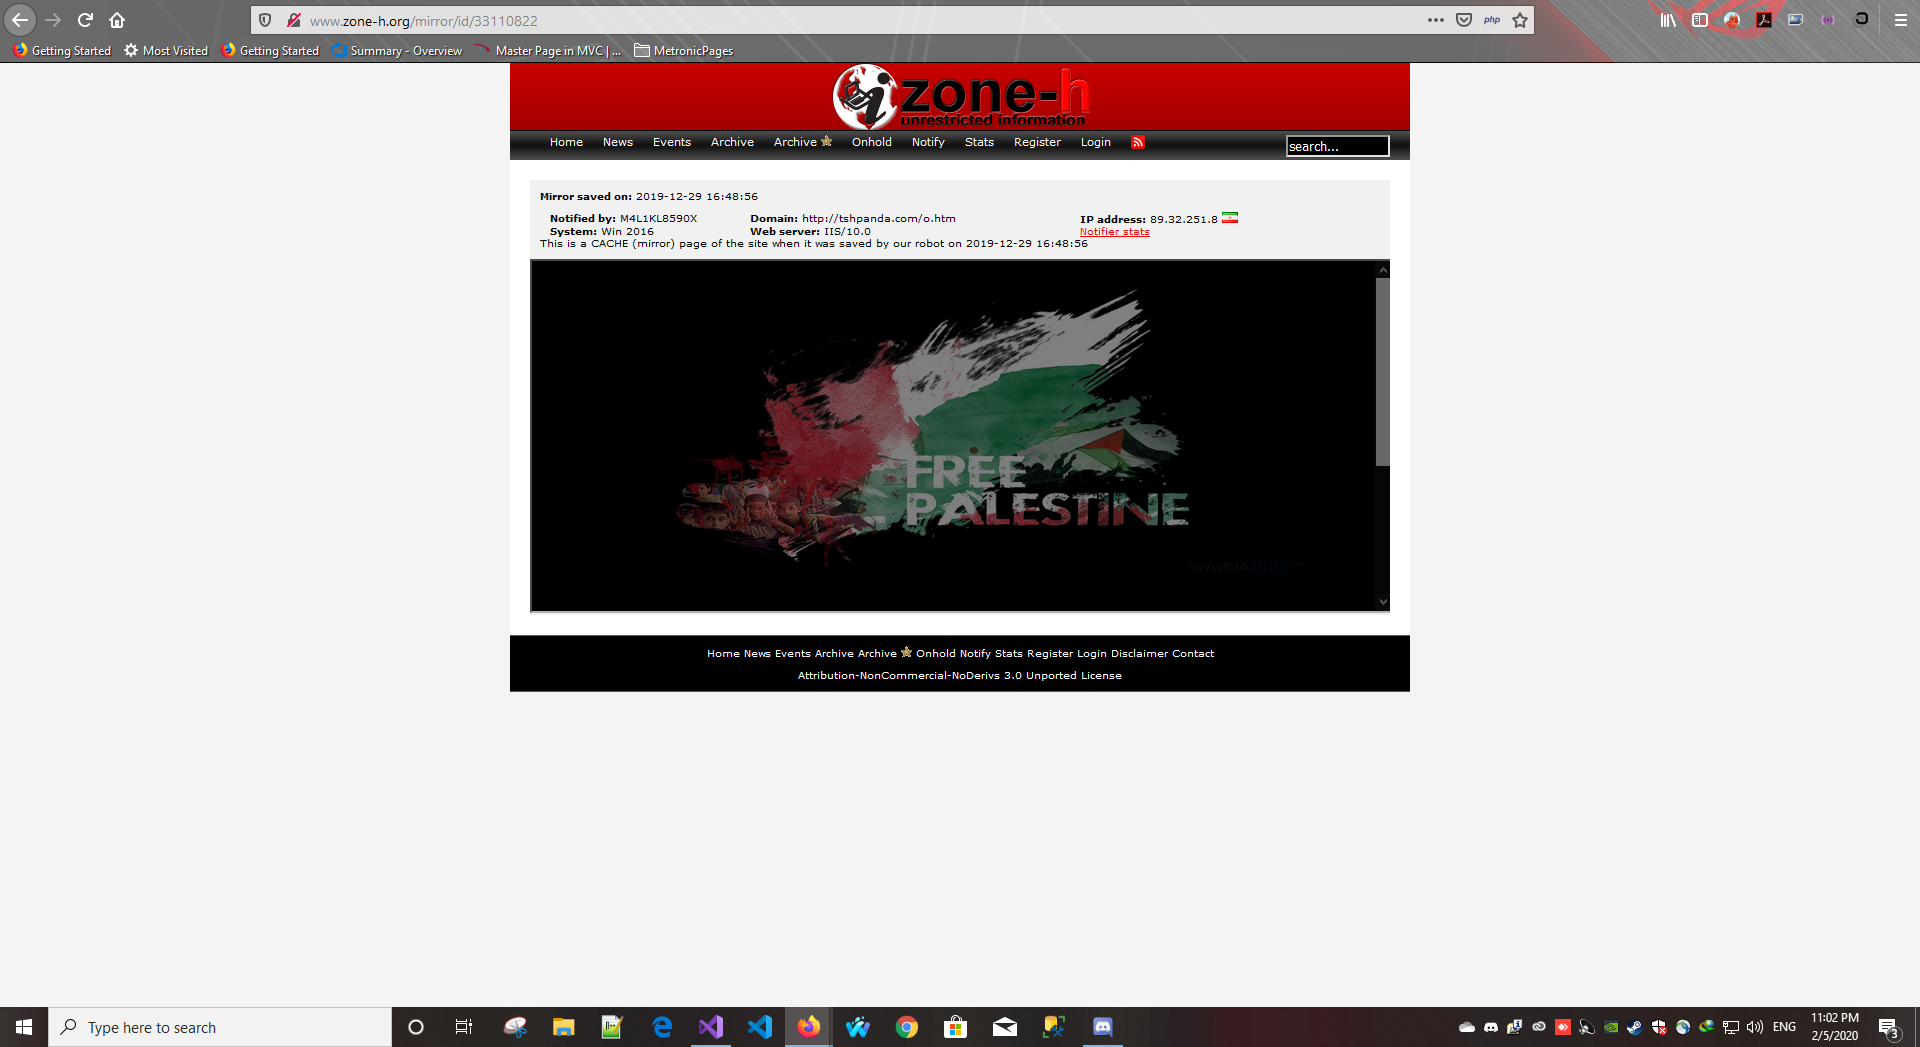 www.zone-h.org/mirror/id/33110822
php
Getting Started
Most Visited
Getting Started
Summary - Overview
Master Page in MVC | ...
MetronicPages
zone-h
unrestricted information
Home News Events Archive Archive Onhold Notify Stats Register Login
search...
Mirror saved on: 2019-12-29 16:48:56
Notified by: M4L1KL8590X Domain: http://tshpanda.com/o.htm IP address: 89.32.251.8
System: Win 2016 Web server: IIS/10.0 Notifier stats
This is a CACHE (mirror) page of the site when it was saved by our robot on 2019-12-29 16:48:56
FREE
PALESTINE
Home News Events Archive Archive Onhold Notify Stats Register Login Disclaimer Contact
Attribution-NonCommercial-NoDerivs 3.0 Unported License
Type here to search
ENG
11:02 PM
2/5/2020
3